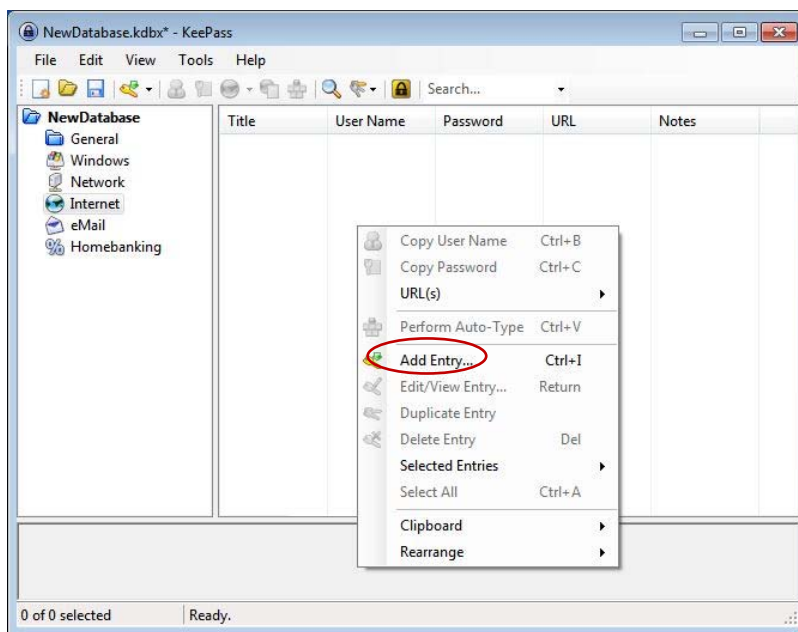 NewDatabase.kdbx* - KeePass
File Edit View Tools Help
Search...
NewDatabase
General
Windows
Network
Internet
eMail
Homebanking
Title User Name Password URL Notes
Copy User Name Ctrl+B
Copy Password Ctrl+C
URL(s)
Perform Auto-Type Ctrl+V
Add Entry... Ctrl+I
Edit/View Entry... Return
Duplicate Entry
Delete Entry Del
Selected Entries
Select All Ctrl+A
Clipboard
Rearrange
0 of 0 selected Ready.